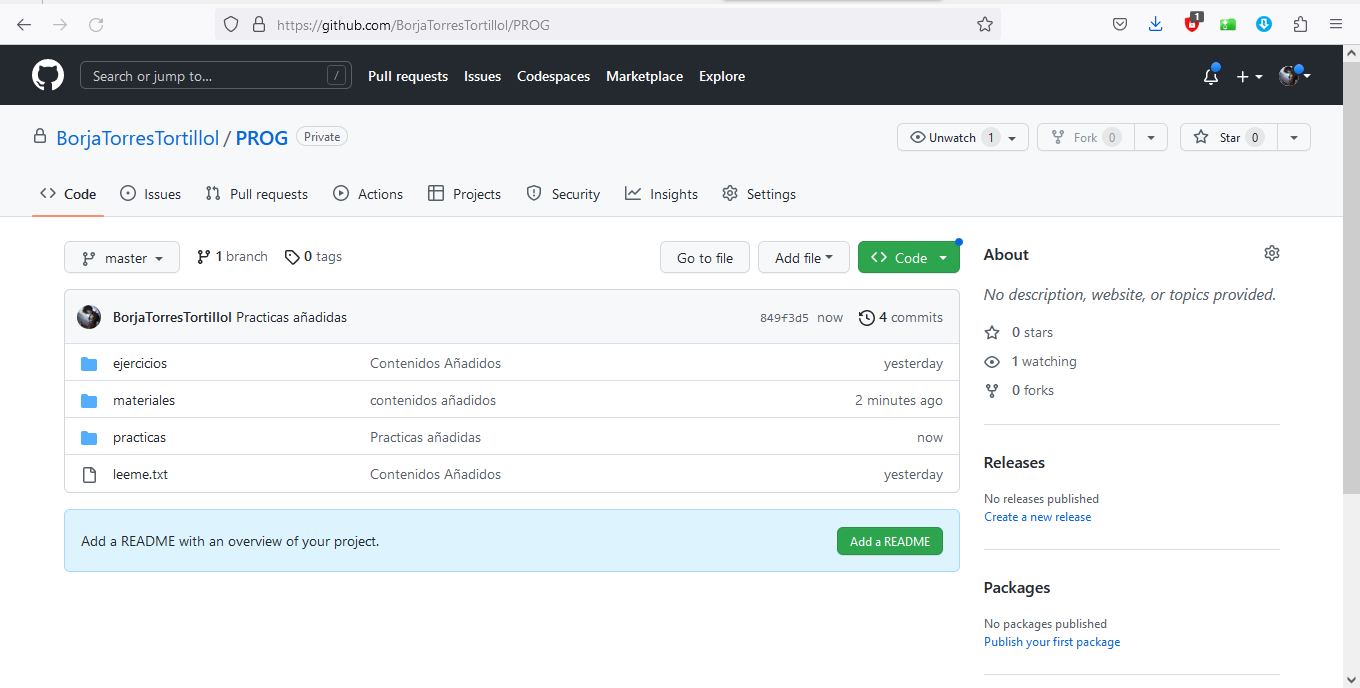 https://github.com/BorjaTorresTortillol/PROG
1
Search or jump to... /
Pull requests Issues Codespaces Marketplace Explore
BorjaTorresTortillol / PROG Private
Unwatch 1 Fork 0 Star 0
Code Issues Pull requests Actions Projects Security Insights Settings
master 1 branch 0 tags Go to file Add file Code
BorjaTorresTortillol Practicas añadidas 849f3d5 now 4 commits
ejercicios Contenidos Añadidos yesterday
materiales contenidos añadidos 2 minutes ago
practicas Practicas añadidas now
leeme.txt Contenidos Añadidos yesterday
Add a README with an overview of your project. Add a README
About
No description, website, or topics provided.
0 stars
1 watching
0 forks
Releases
No releases published
Create a new release
Packages
No packages published
Publish your first package